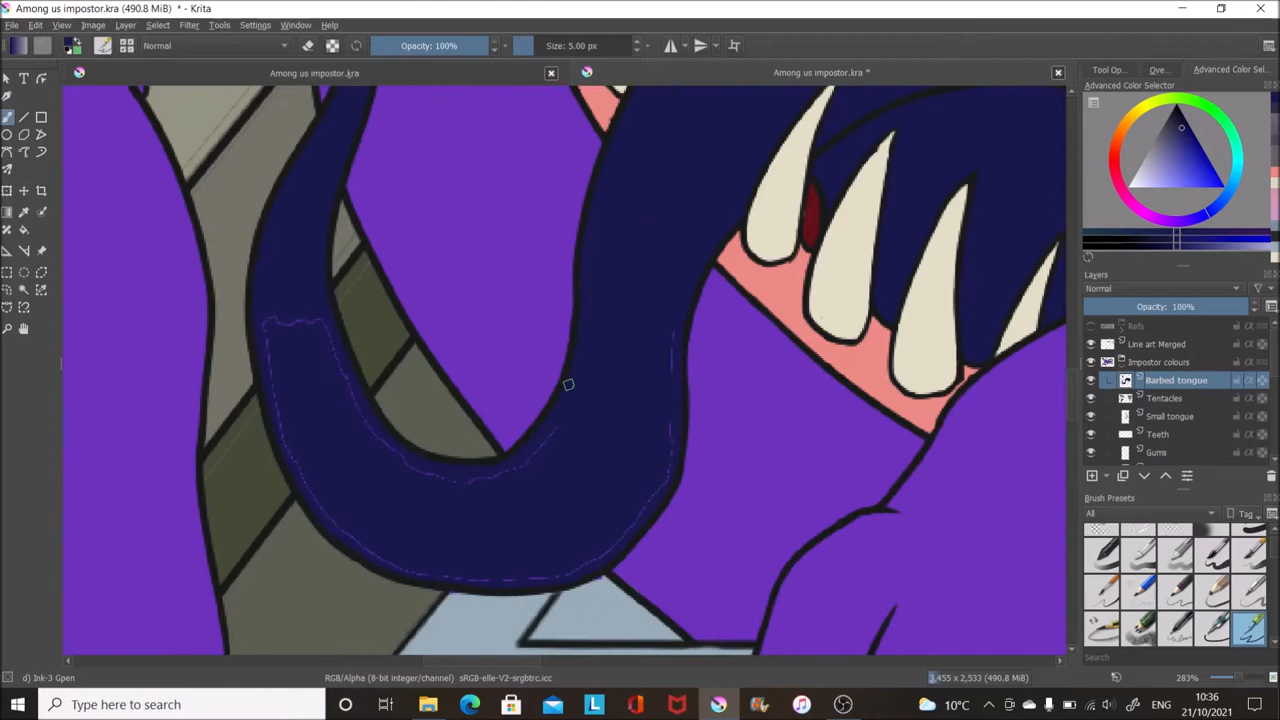 Among us impostor.kra (490.8 MiB) * - Krita
File Edit View Image Layer Select Filter Tools Settings Window Help
Normal
Opacity: 100%
Size: 5.00 px
Among us impostor.kra
Among us impostor.kra *
Tool Op... Ove... Advanced Color Sel...
Advanced Color Selector
Layers
Normal
Opacity: 100%
Refs
Line art Merged
Impostor colours
Barbed tongue
Tentacles
Small tongue
Teeth
Gums
Brush Presets
All
Tag
Search
d) Ink-3 Gpen
RGB/Alpha (8-bit integer/channel) sRGB-elle-V2-srgbtrc.icc
3,455 x 2,533 (490.8 MiB)
283%
Type here to search
10°C
ENG
10:36
21/10/2021